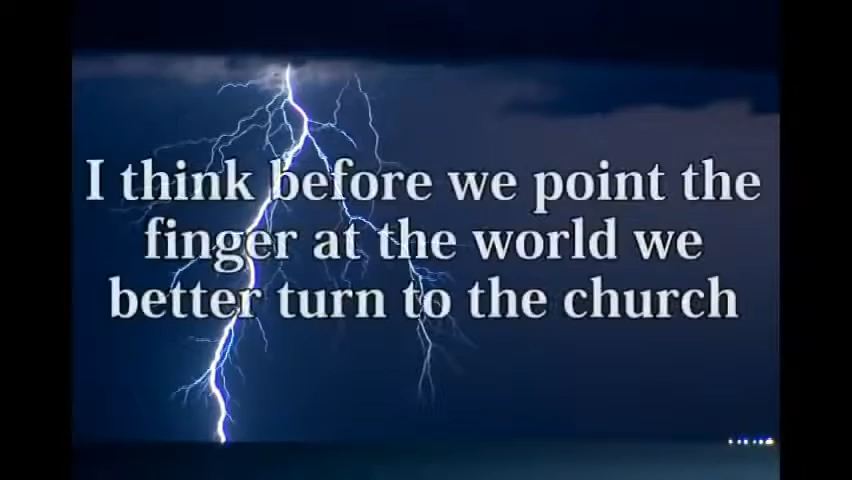 I think before we point the
finger at the world we
better turn to the church